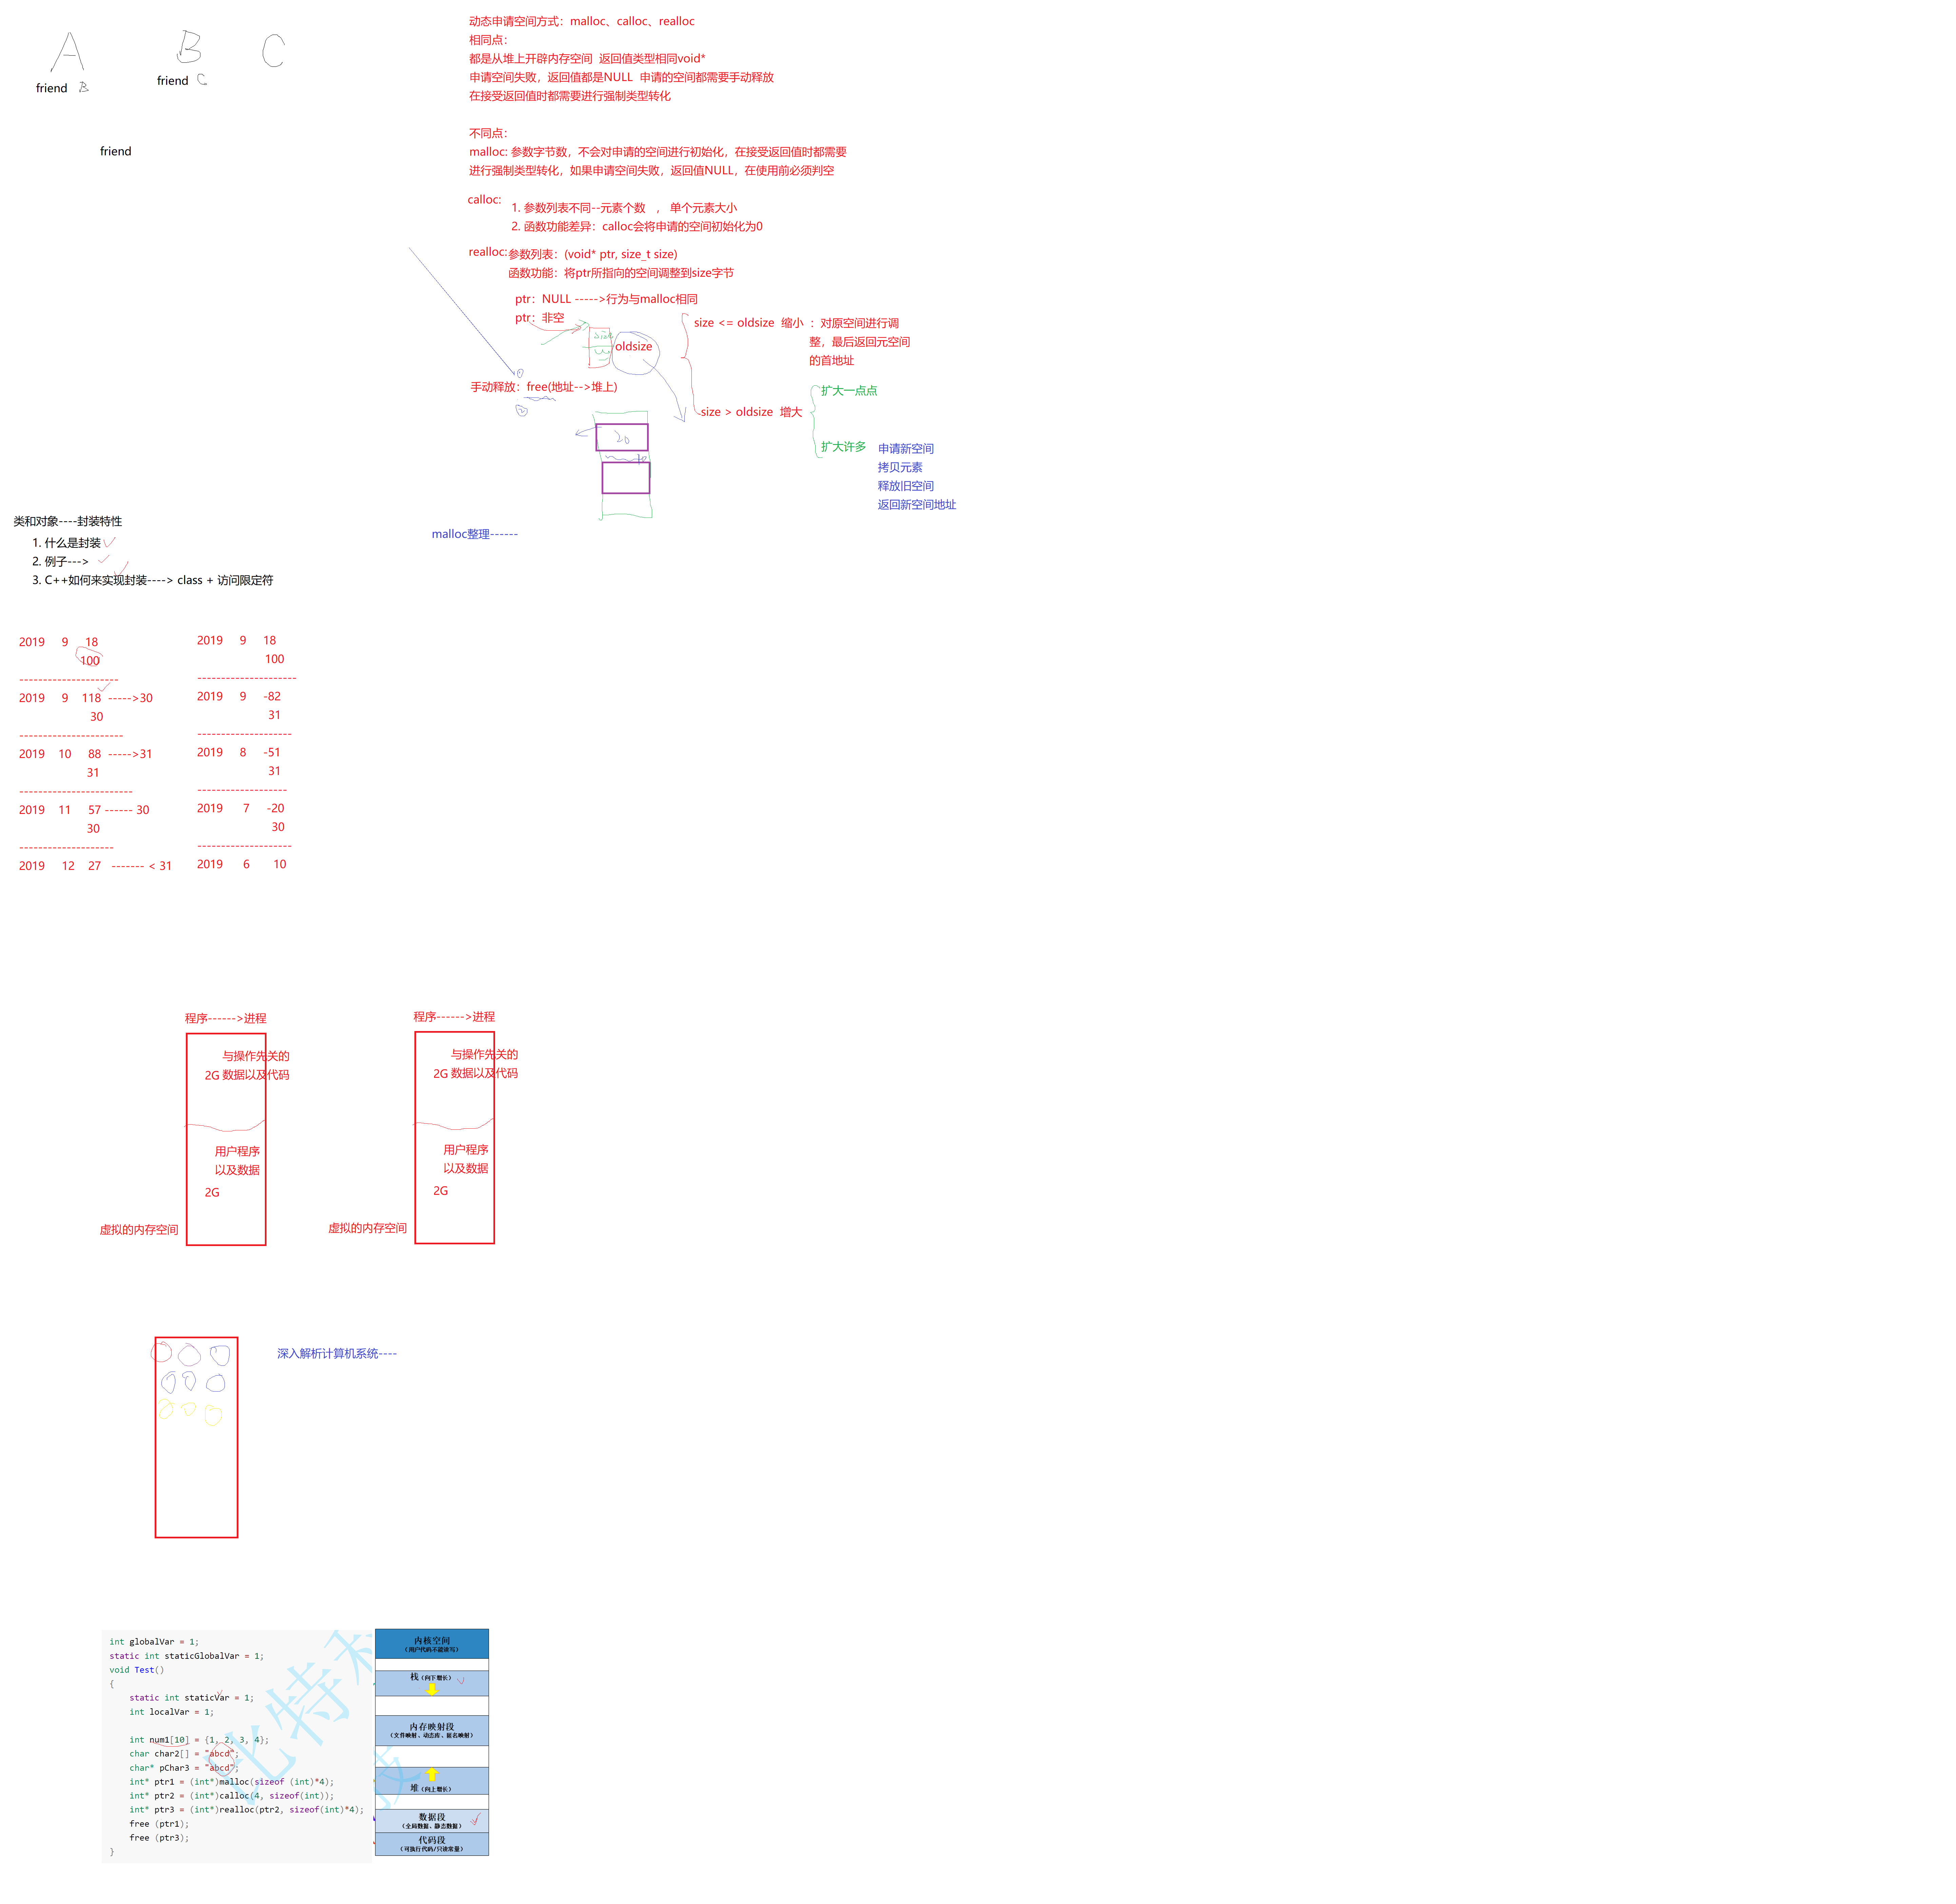 A B C
friend B
friend C
friend
动态申请空间方式：malloc、calloc、realloc
相同点：
都是从堆上开辟内存空间 返回值类型相同void*
申请空间失败，返回值都是NULL 申请的空间都需要手动释放
在接受返回值时都需要进行强制类型转化
不同点：
malloc: 参数字节数，不会对申请的空间进行初始化，在接受返回值时都需要
进行强制类型转化，如果申请空间失败，返回值NULL，在使用前必须判空
calloc:
1. 参数列表不同--元素个数 ， 单个元素大小
2. 函数功能差异：calloc会将申请的空间初始化为0
realloc:参数列表：(void* ptr, size_t size)
函数功能：将ptr所指向的空间调整到size字节
ptr：NULL ----->行为与malloc相同
ptr：非空
oldsize
size <= oldsize 缩小 ：对原空间进行调
整，最后返回元空间
的首地址
手动释放：free(地址-->堆上)
size > oldsize 增大
扩大一点点
扩大许多
申请新空间
拷贝元素
释放旧空间
返回新空间地址
20
malloc整理------
类和对象----封装特性
1. 什么是封装
2. 例子--->
3. C++如何来实现封装----> class + 访问限定符
2019 9 18
100
---------------------
2019 9 118 ----->30
30
----------------------
2019 10 88 ----->31
31
------------------------
2019 11 57 ------ 30
30
--------------------
2019 12 27 ------- < 31
2019 9 18
100
---------------------
2019 9 -82
31
--------------------
2019 8 -51
31
-------------------
2019 7 -20
30
--------------------
2019 6 10
程序------>进程
与操作先关的
2G 数据以及代码
用户程序
以及数据
2G
虚拟的内存空间
程序------>进程
与操作先关的
2G 数据以及代码
用户程序
以及数据
2G
虚拟的内存空间
深入解析计算机系统----
int globalVar = 1;
static int staticGlobalVar = 1;
void Test()
{
static int staticVar = 1;
int localVar = 1;
int num1[10] = {1, 2, 3, 4};
char char2[] = "abcd";
char* pChar3 = "abcd";
int* ptr1 = (int*)malloc(sizeof (int)*4);
int* ptr2 = (int*)calloc(4, sizeof(int));
int* ptr3 = (int*)realloc(ptr2, sizeof(int)*4);
free (ptr1);
free (ptr3);
}
比特科技
内核空间
（用户代码不能读写）
栈（向下增长）
内存映射段
（文件映射、动态库、匿名映射）
堆（向上增长）
数据段
（全局数据、静态数据）
代码段
（可执行代码/只读常量）